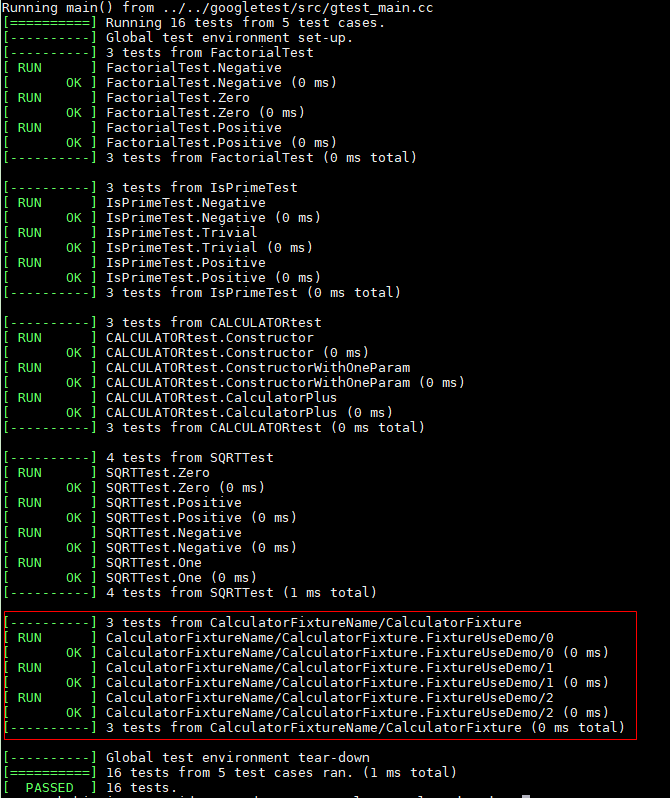 Running main() from ../../googletest/src/gtest_main.cc
[==========] Running 16 tests from 5 test cases.
[----------] Global test environment set-up.
[----------] 3 tests from FactorialTest
[ RUN      ] FactorialTest.Negative
[       OK ] FactorialTest.Negative (0 ms)
[ RUN      ] FactorialTest.Zero
[       OK ] FactorialTest.Zero (0 ms)
[ RUN      ] FactorialTest.Positive
[       OK ] FactorialTest.Positive (0 ms)
[----------] 3 tests from FactorialTest (0 ms total)

[----------] 3 tests from IsPrimeTest
[ RUN      ] IsPrimeTest.Negative
[       OK ] IsPrimeTest.Negative (0 ms)
[ RUN      ] IsPrimeTest.Trivial
[       OK ] IsPrimeTest.Trivial (0 ms)
[ RUN      ] IsPrimeTest.Positive
[       OK ] IsPrimeTest.Positive (0 ms)
[----------] 3 tests from IsPrimeTest (0 ms total)

[----------] 3 tests from CALCULATORtest
[ RUN      ] CALCULATORtest.Constructor
[       OK ] CALCULATORtest.Constructor (0 ms)
[ RUN      ] CALCULATORtest.ConstructorWithOneParam
[       OK ] CALCULATORtest.ConstructorWithOneParam (0 ms)
[ RUN      ] CALCULATORtest.CalculatorPlus
[       OK ] CALCULATORtest.CalculatorPlus (0 ms)
[----------] 3 tests from CALCULATORtest (0 ms total)

[----------] 4 tests from SQRTTest
[ RUN      ] SQRTTest.Zero
[       OK ] SQRTTest.Zero (0 ms)
[ RUN      ] SQRTTest.Positive
[       OK ] SQRTTest.Positive (0 ms)
[ RUN      ] SQRTTest.Negative
[       OK ] SQRTTest.Negative (0 ms)
[ RUN      ] SQRTTest.One
[       OK ] SQRTTest.One (0 ms)
[----------] 4 tests from SQRTTest (1 ms total)

[----------] 3 tests from CalculatorFixtureName/CalculatorFixture
[ RUN      ] CalculatorFixtureName/CalculatorFixture.FixtureUseDemo/0
[       OK ] CalculatorFixtureName/CalculatorFixture.FixtureUseDemo/0 (0 ms)
[ RUN      ] CalculatorFixtureName/CalculatorFixture.FixtureUseDemo/1
[       OK ] CalculatorFixtureName/CalculatorFixture.FixtureUseDemo/1 (0 ms)
[ RUN      ] CalculatorFixtureName/CalculatorFixture.FixtureUseDemo/2
[       OK ] CalculatorFixtureName/CalculatorFixture.FixtureUseDemo/2 (0 ms)
[----------] 3 tests from CalculatorFixtureName/CalculatorFixture (0 ms total)

[----------] Global test environment tear-down
[==========] 16 tests from 5 test cases ran. (1 ms total)
[  PASSED  ] 16 tests.